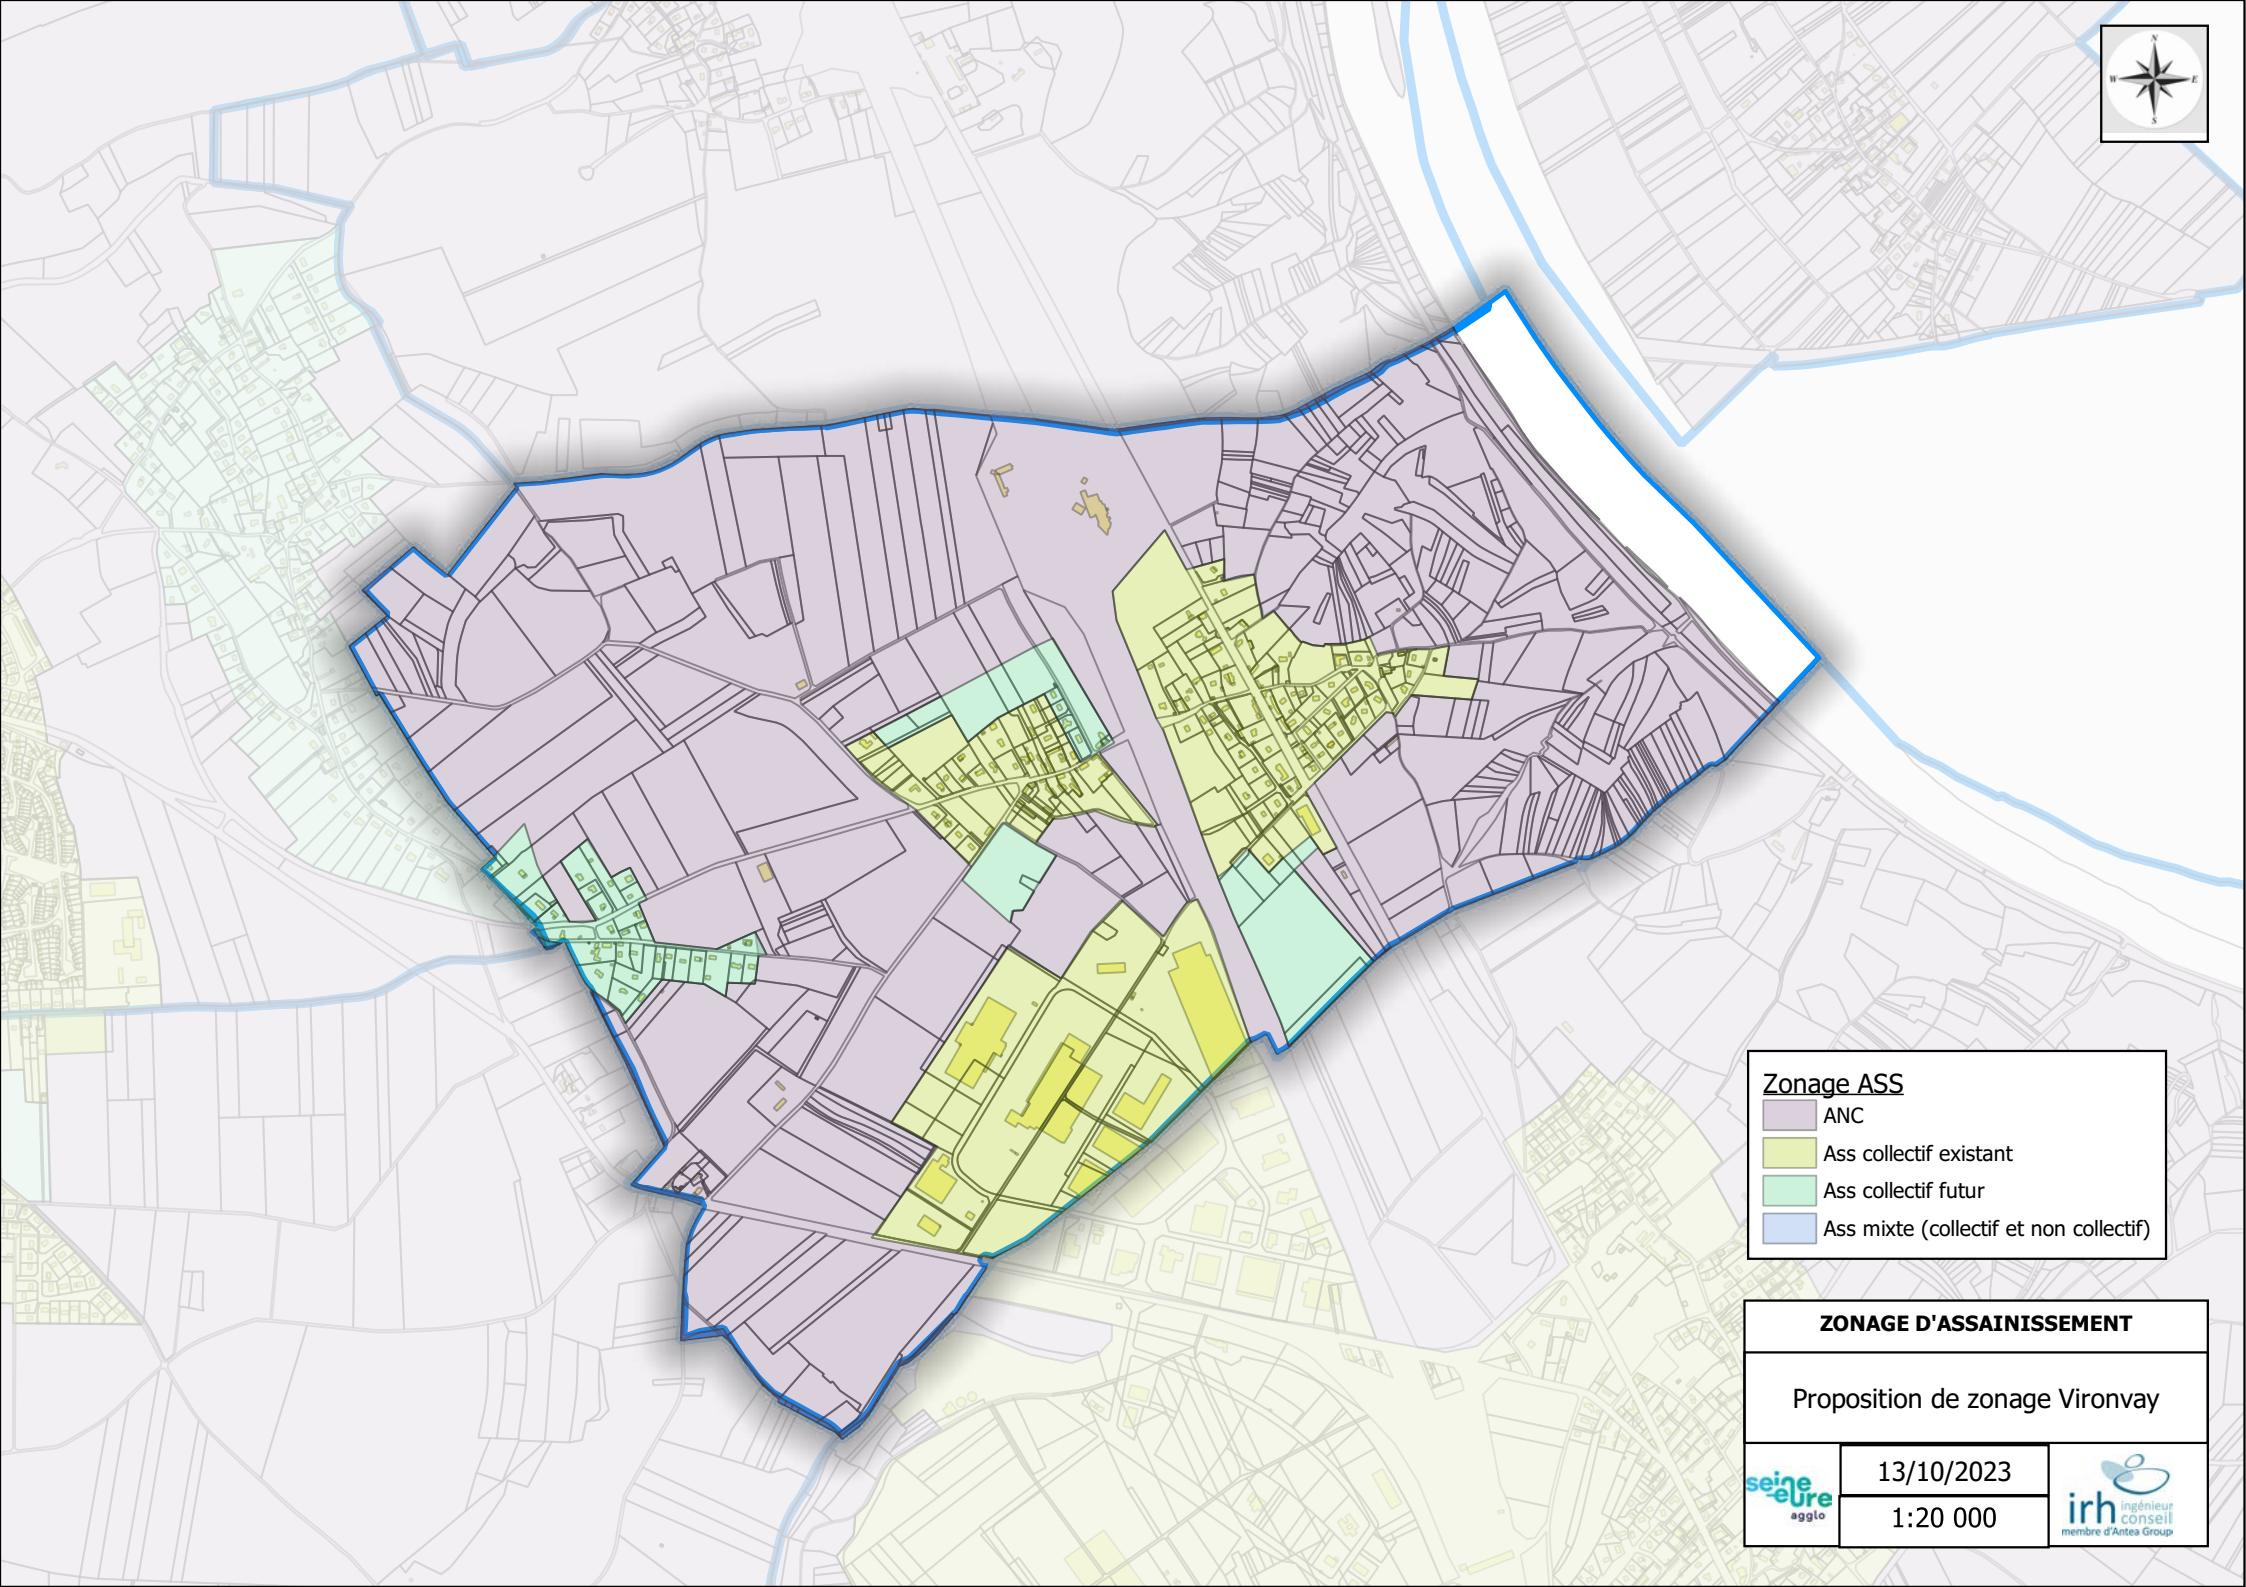 N
W E
S
Zonage ASS
ANC
Ass collectif existant
Ass collectif futur
Ass mixte (collectif et non collectif)
ZONAGE D'ASSAINISSEMENT
Proposition de zonage Vironvay
seine
eure
agglo
13/10/2023
1:20 000
irh ingénieur
conseil
membre d'Antea Group